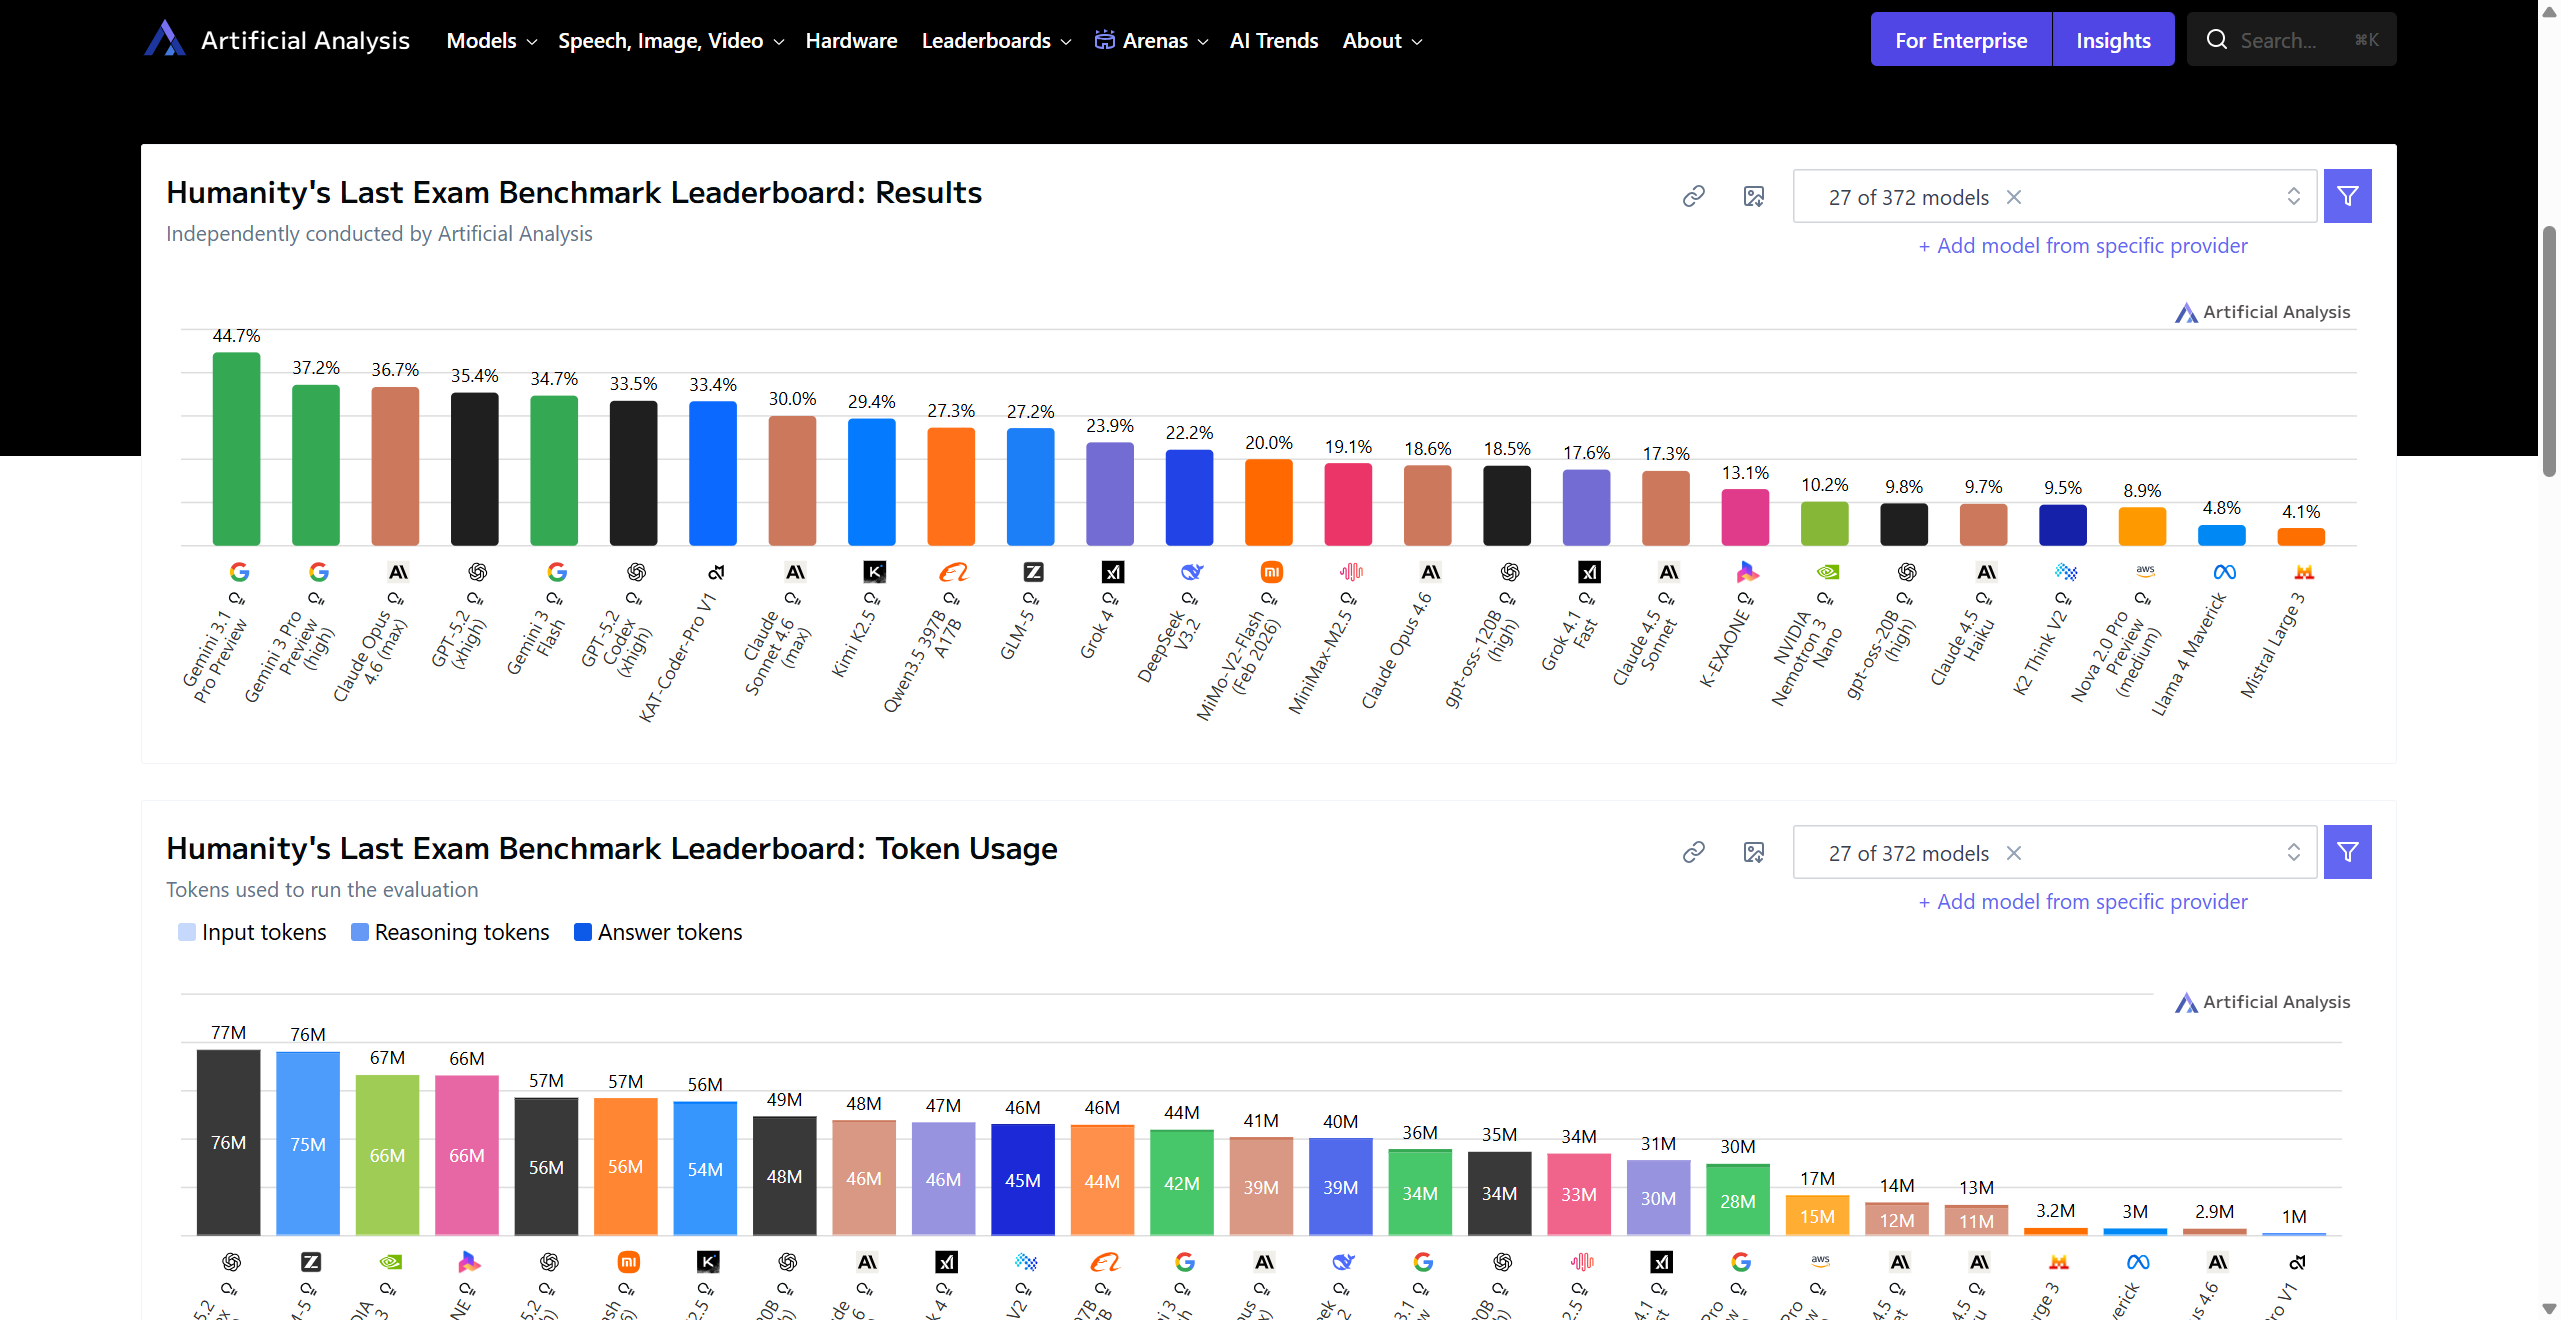 Artificial Analysis
Models
Speech, Image, Video
Hardware
Leaderboards
Arenas
AI Trends
About
For Enterprise
Insights
Search...
⌘K
Humanity's Last Exam Benchmark Leaderboard: Results
Independently conducted by Artificial Analysis
27 of 372 models
+ Add model from specific provider
Artificial Analysis
44.7%
37.2%
36.7%
35.4%
34.7%
33.5%
33.4%
30.0%
29.4%
27.3%
27.2%
23.9%
22.2%
20.0%
19.1%
18.6%
18.5%
17.6%
17.3%
13.1%
10.2%
9.8%
9.7%
9.5%
8.9%
4.8%
4.1%
Gemini 3.1
Pro Preview
Gemini 3 Pro
Preview
(high)
Claude Opus
4.6 (max)
GPT-5.2
(xhigh)
Gemini 3
Flash
GPT-5.2
Codex
(xhigh)
KAT-Coder-Pro V1
Claude
Sonnet 4.6
(max)
Kimi K2.5
Qwen3.5 397B
A17B
GLM-5
Grok 4
DeepSeek
V3.2
MiMo-V2-Flash
(Feb 2026)
MiniMax-M2.5
Claude Opus 4.6
gpt-oss-120B
(high)
Grok 4.1
Fast
Claude 4.5
Sonnet
K-EXAONE
NVIDIA
Nemotron 3
Nano
gpt-oss-20B
(high)
Claude 4.5
Haiku
K2 Think V2
aws
Nova 2.0 Pro
Preview
(medium)
Llama 4 Maverick
Mistral Large 3
Humanity's Last Exam Benchmark Leaderboard: Token Usage
Tokens used to run the evaluation
27 of 372 models
+ Add model from specific provider
Input tokens
Reasoning tokens
Answer tokens
Artificial Analysis
77M
76M
67M
66M
57M
57M
56M
49M
48M
47M
46M
46M
44M
41M
40M
36M
35M
34M
31M
30M
17M
14M
13M
3.2M
3M
2.9M
1M
76M
75M
66M
66M
56M
56M
54M
48M
46M
46M
45M
44M
42M
39M
39M
34M
34M
33M
30M
28M
15M
12M
11M
aws